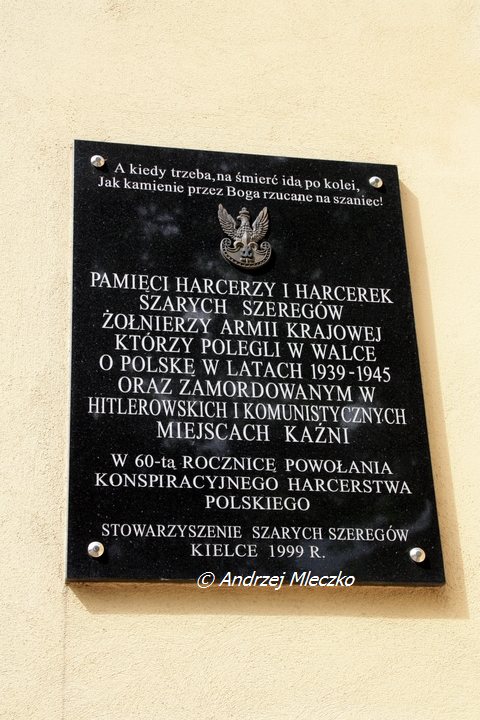 A kiedy trzeba, na śmierć idą po kolei,
Jak kamienie przez Boga rzucane na szaniec!
PAMIĘCI HARCERZY I HARCEREK
SZARYCH SZEREGÓW
ŻOŁNIERZY ARMII KRAJOWEJ
KTÓRZY POLEGLI W WALCE
O POLSKĘ W LATACH 1939-1945
ORAZ ZAMORDOWANYM W
HITLEROWSKICH I KOMUNISTYCZNYCH
MIEJSCACH KAŹNI
W 60-tą ROCZNICĘ POWOŁANIA
KONSPIRACYJNEGO HARCERSTWA
POLSKIEGO
STOWARZYSZENIE SZARYCH SZEREGÓW
KIELCE 1999 R.
© Andrzej Mleczko